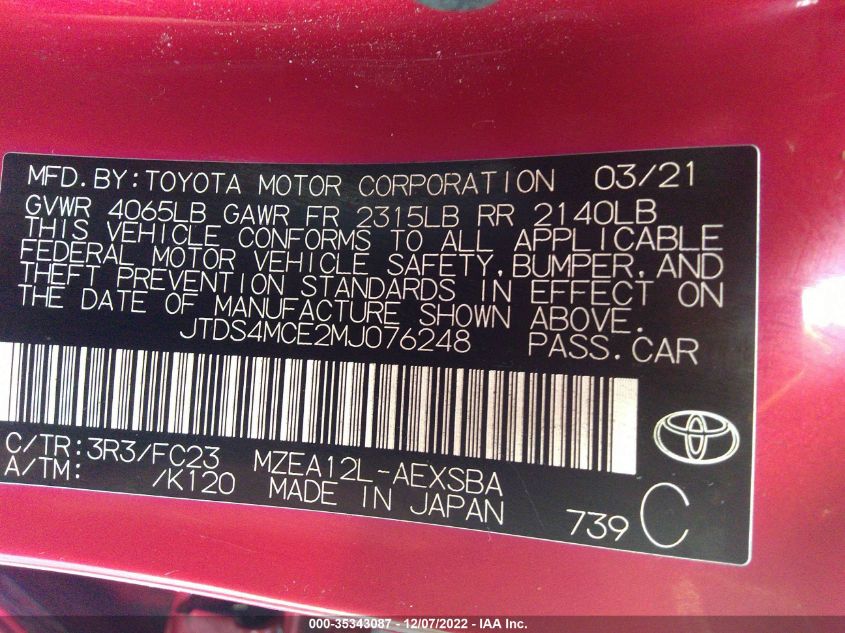 MFD.BY:TOYOTA MOTOR CORPORATION 03/21
GVWR 4065LB GAWR FR 2315LB RR 2140LB
THIS VEHICLE CONFORMS TO ALL APPLICABLE
FEDERAL MOTOR VEHICLE SAFETY,BUMPER,AND
THEFT PREVENTION STANDARDS IN EFFECT ON
THE DATE OF MANUFACTURE SHOWN ABOVE.
JTDS4MCE2MJ076248 PASS.CAR
C/TR:3R3/FC23 MZEA12L-AEXSBA
A/TM: /K120 MADE IN JAPAN 739 C
000-35343087 - 12/07/2022 - IAA Inc.